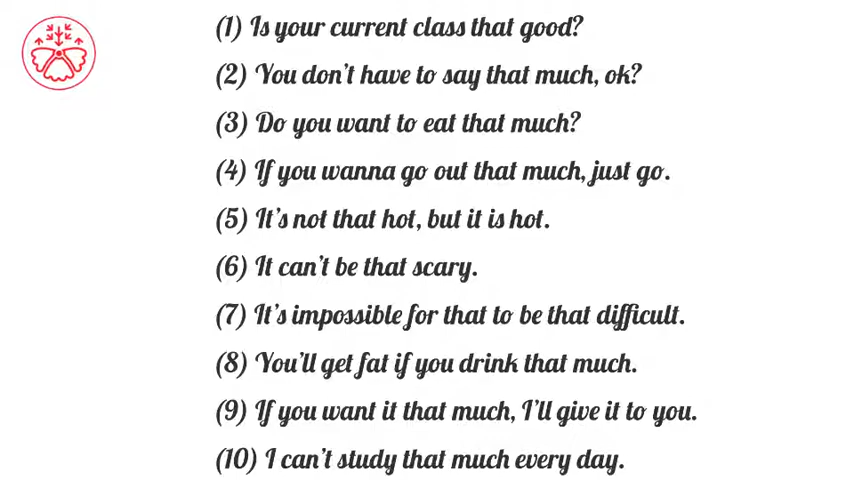 (1) Is your current class that good?
(2) You don't have to say that much, ok?
(3) Do you want to eat that much?
(4) If you wanna go out that much, just go.
(5) It's not that hot, but it is hot.
(6) It can't be that scary.
(7) It's impossible for that to be that difficult.
(8) You'll get fat if you drink that much.
(9) If you want it that much, I'll give it to you.
(10) I can't study that much every day.